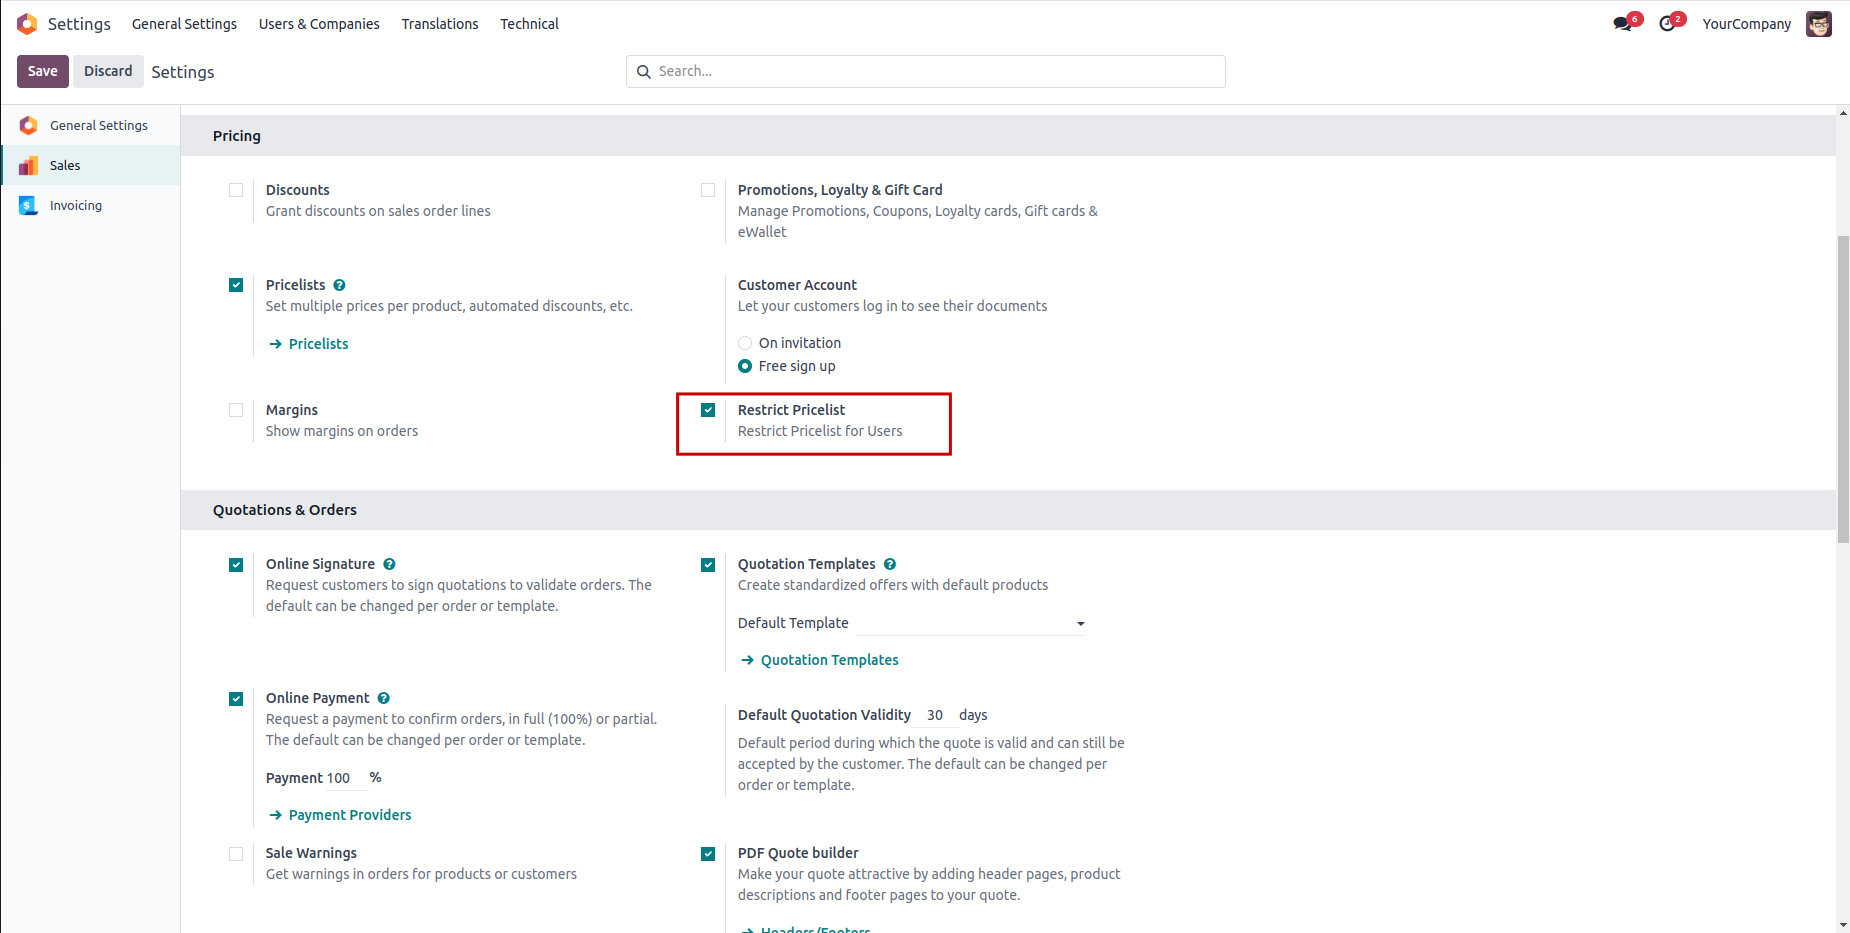 Settings
General Settings
Users & Companies
Translations
Technical
6
2
YourCompany
Save
Discard
Settings
Search...
General Settings
Sales
Invoicing
Pricing
Discounts
Grant discounts on sales order lines
Promotions, Loyalty & Gift Card
Manage Promotions, Coupons, Loyalty cards, Gift cards &
eWallet
Pricelists ?
Set multiple prices per product, automated discounts, etc.
→ Pricelists
Customer Account
Let your customers log in to see their documents
On invitation
Free sign up
Margins
Show margins on orders
Restrict Pricelist
Restrict Pricelist for Users
Quotations & Orders
Online Signature ?
Request customers to sign quotations to validate orders. The
default can be changed per order or template.
Quotation Templates ?
Create standardized offers with default products
Default Template
→ Quotation Templates
Online Payment ?
Request a payment to confirm orders, in full (100%) or partial.
The default can be changed per order or template.
Payment 100 %
→ Payment Providers
Default Quotation Validity 30 days
Default period during which the quote is valid and can still be
accepted by the customer. The default can be changed per
order or template.
Sale Warnings
Get warnings in orders for products or customers
PDF Quote builder
Make your quote attractive by adding header pages, product
descriptions and footer pages to your quote.
→ Headers/Footers